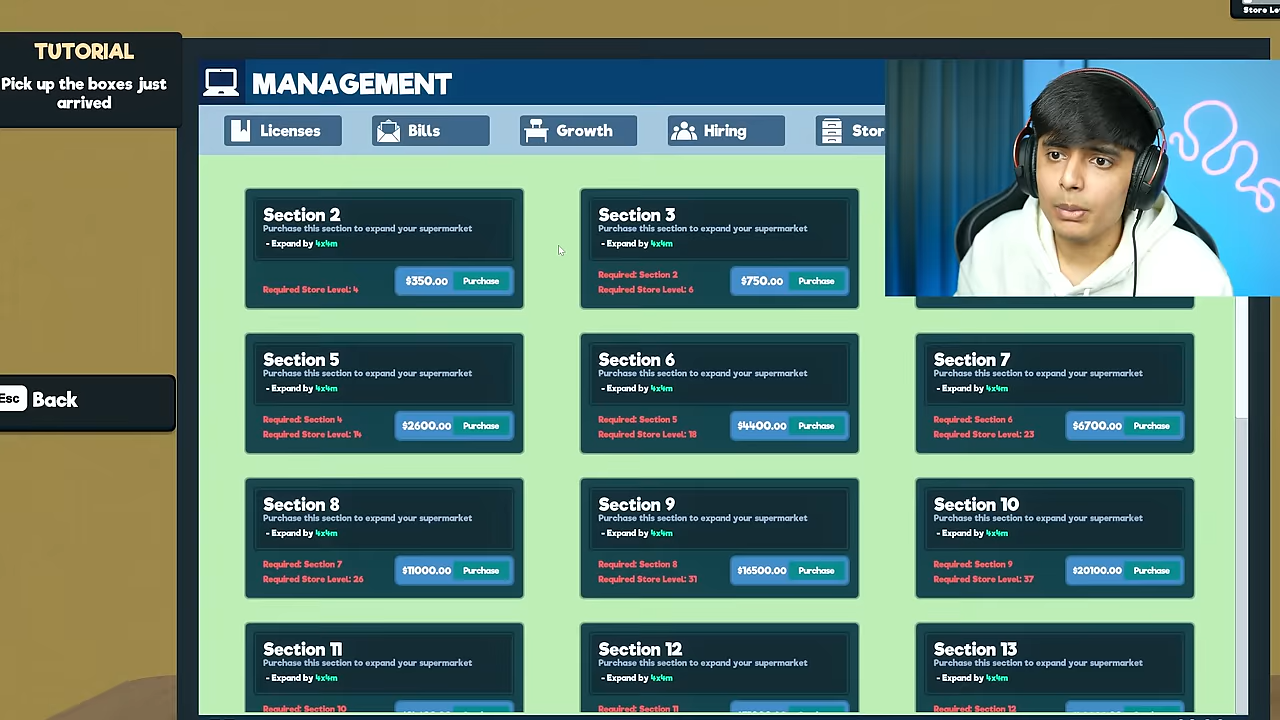 Store Le
TUTORIAL
Pick up the boxes just
arrived
MANAGEMENT
Licenses
Bills
Growth
Hiring
Stor
Section 2
Purchase this section to expand your supermarket
- Expand by 4x4m
Required Store Level: 4
$350.00 Purchase
Section 3
Purchase this section to expand your supermarket
- Expand by 4x4m
Required: Section 2
Required Store Level: 6
$750.00 Purchase
Section 5
Purchase this section to expand your supermarket
- Expand by 4x4m
Required: Section 4
Required Store Level: 14
$2600.00 Purchase
Section 6
Purchase this section to expand your supermarket
- Expand by 4x4m
Required: Section 5
Required Store Level: 18
$4400.00 Purchase
Section 7
Purchase this section to expand your supermarket
- Expand by 4x4m
Required: Section 6
Required Store Level: 23
$6700.00 Purchase
Esc Back
Section 8
Purchase this section to expand your supermarket
- Expand by 4x4m
Required: Section 7
Required Store Level: 26
$11000.00 Purchase
Section 9
Purchase this section to expand your supermarket
- Expand by 4x4m
Required: Section 8
Required Store Level: 31
$16500.00 Purchase
Section 10
Purchase this section to expand your supermarket
- Expand by 4x4m
Required: Section 9
Required Store Level: 37
$20100.00 Purchase
Section 11
Purchase this section to expand your supermarket
- Expand by 4x4m
Required: Section 10
Section 12
Purchase this section to expand your supermarket
- Expand by 4x4m
Required: Section 11
Section 13
Purchase this section to expand your supermarket
- Expand by 4x4m
Required: Section 12